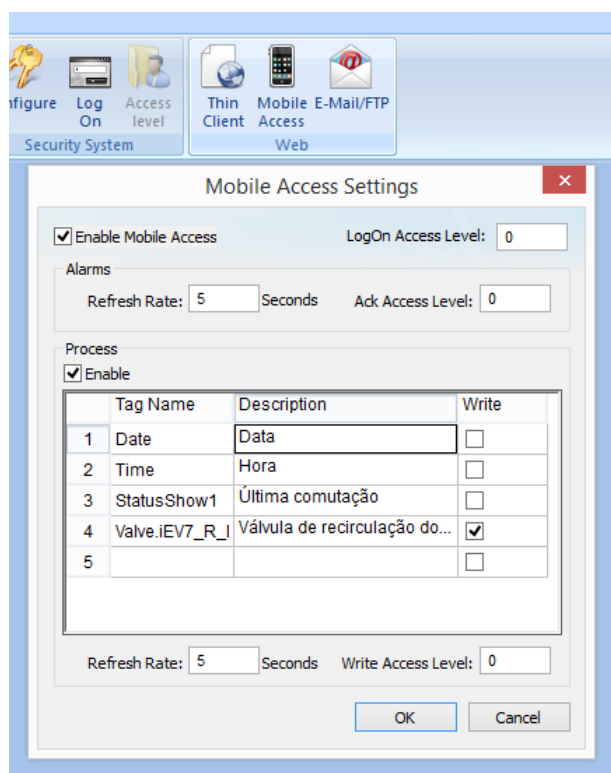 Log On
Access level
Thin Client
Mobile Access
E-Mail/FTP
Security System
Web
Mobile Access Settings
Enable Mobile Access
LogOn Access Level: 0
Alarms
Refresh Rate: 5 Seconds Ack Access Level: 0
Process
Enable
Tag Name Description Write
1 Date Data
2 Time Hora
3 StatusShow1 Última comutação
4 Valve.iEV7_R_ Válvula de recirculação do...
5
Refresh Rate: 5 Seconds Write Access Level: 0
OK Cancel